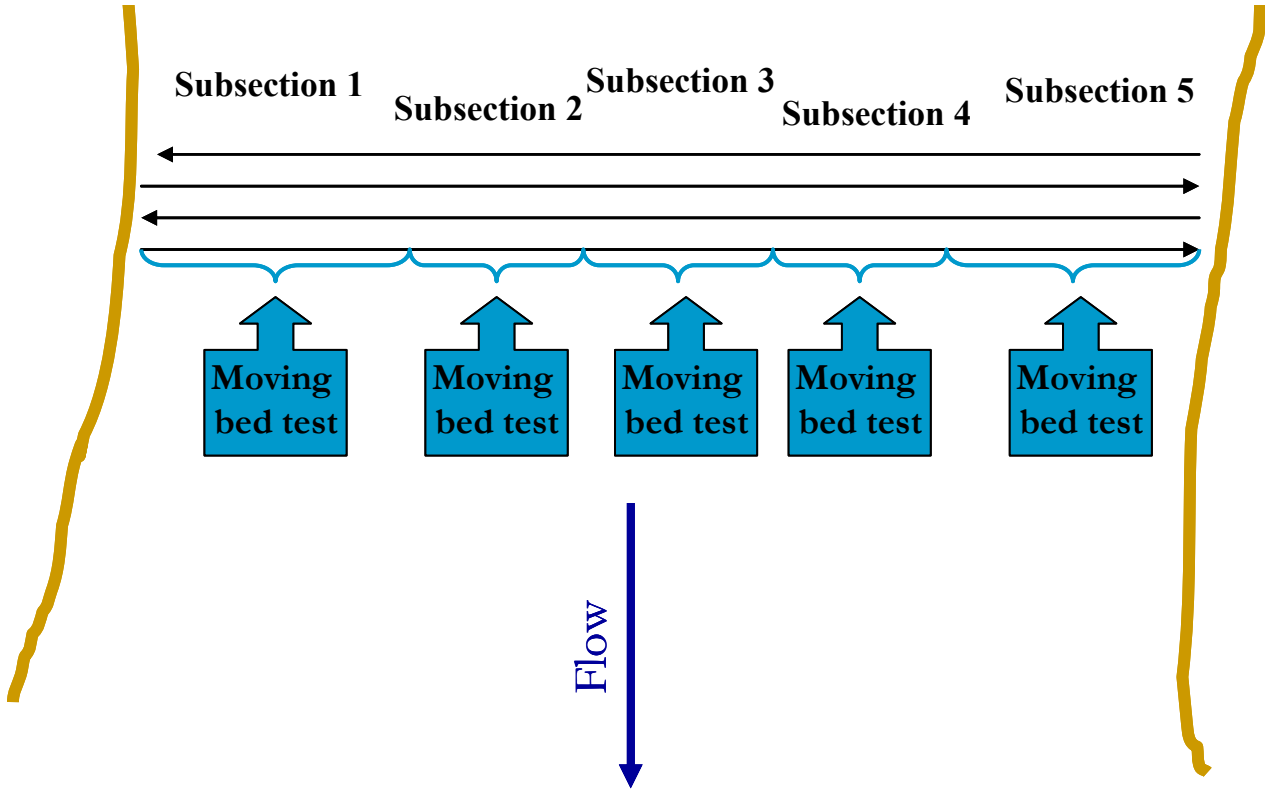 Subsection 1
Subsection 2
Subsection 3
Subsection 4
Subsection 5
Moving
bed test
Moving
bed test
Moving
bed test
Moving
bed test
Moving
bed test
Flow